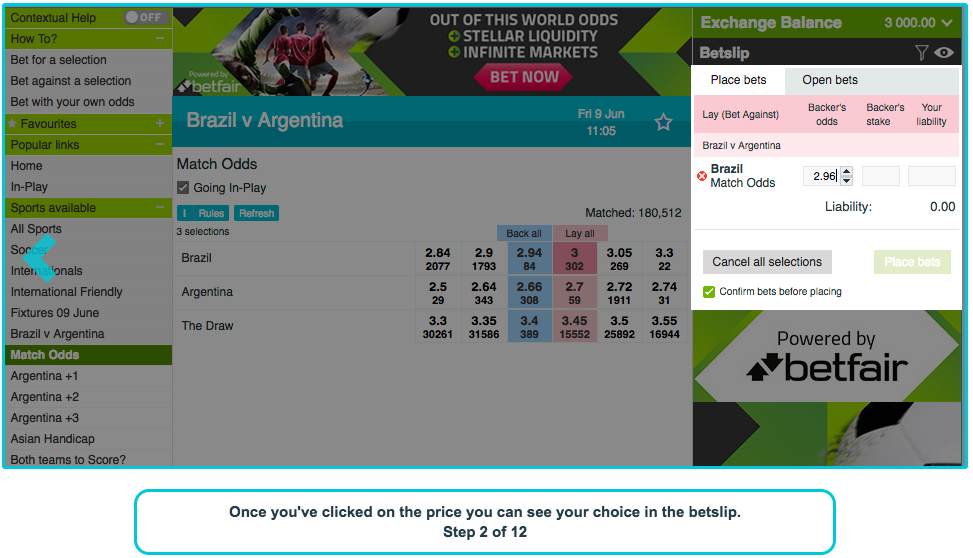 Contextual Help OFF
How To?
Bet for a selection
Bet against a selection
Bet with your own odds
Favourites
Popular links
Home
In-Play
Sports available
All Sports
Soccer
Internationals
International Friendly
Fixtures 09 June
Brazil v Argentina
Match Odds
Argentina +1
Argentina +2
Argentina +3
Asian Handicap
Both teams to Score?
OUT OF THIS WORLD ODDS
STELLAR LIQUIDITY
INFINITE MARKETS
BET NOW
Powered by
betfair
Brazil v Argentina
Fri 9 Jun
11:05
Match Odds
Going In-Play
I Rules Refresh
Matched: 180,512
3 selections
Back all Lay all
Brazil 2.84 2.9 2.94 3 3.05 3.3
2077 1793 84 302 269 22
Argentina 2.5 2.64 2.66 2.7 2.72 2.74
29 343 308 59 1911 31
The Draw 3.3 3.35 3.4 3.45 3.5 3.55
30261 31586 389 15552 25892 16944
Exchange Balance 3 000.00
Betslip
Place bets Open bets
Lay (Bet Against) Backer's odds Backer's stake Your liability
Brazil v Argentina
Brazil
Match Odds 2.96
Liability: 0.00
Cancel all selections Place bets
Confirm bets before placing
Powered by
betfair
Once you've clicked on the price you can see your choice in the betslip.
Step 2 of 12